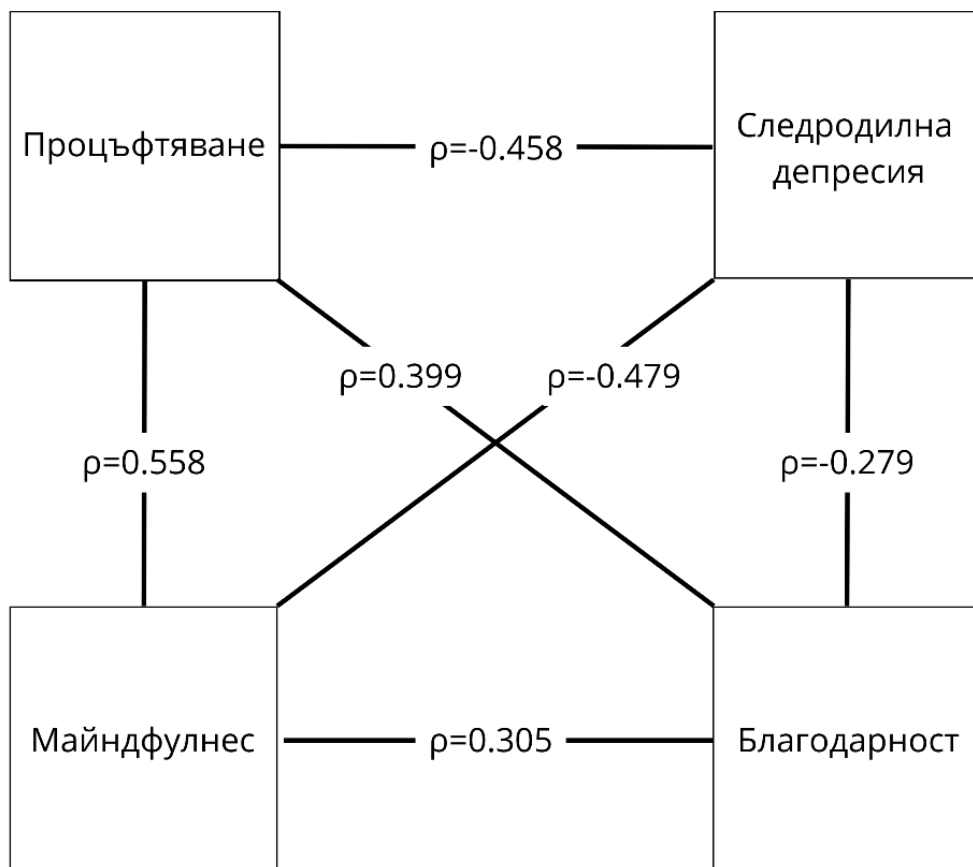 Процъфтяване
ρ=-0.458
Следродилна
депресия
ρ=0.399
ρ=-0.479
ρ=0.558
ρ=-0.279
Майндфулнес
ρ=0.305
Благодарност